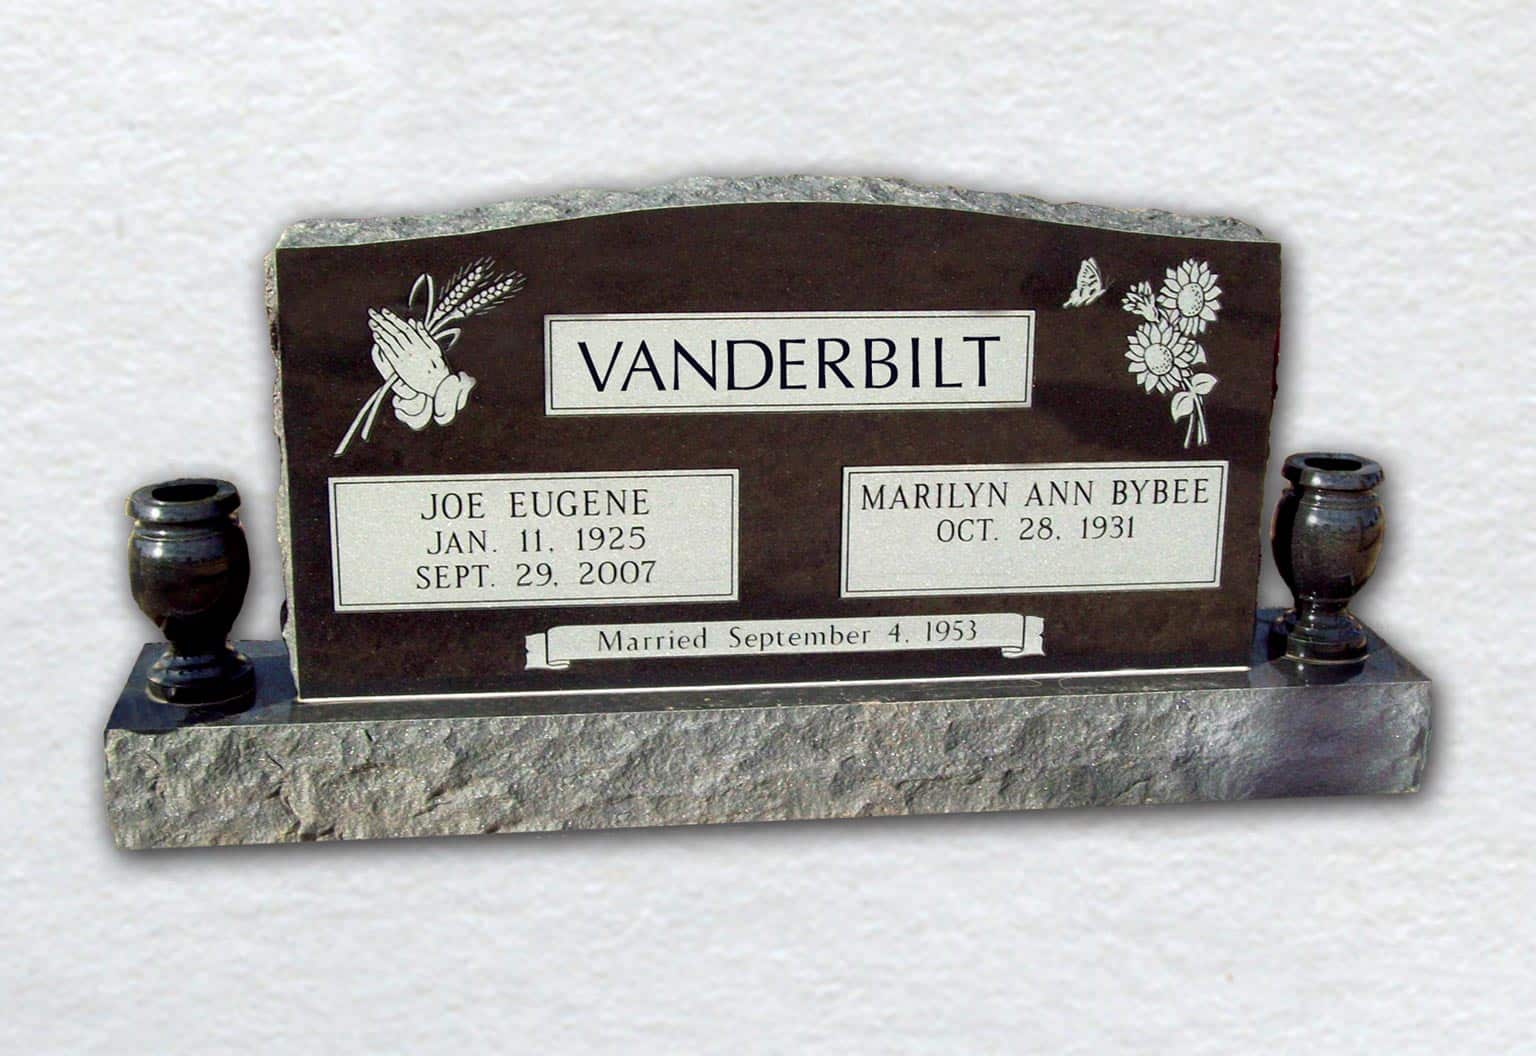 VANDERBILT
JOE EUGENE
JAN. 11, 1925
SEPT. 29, 2007
MARILYN ANN BYBEE
OCT. 28, 1931
Married September 4, 1953